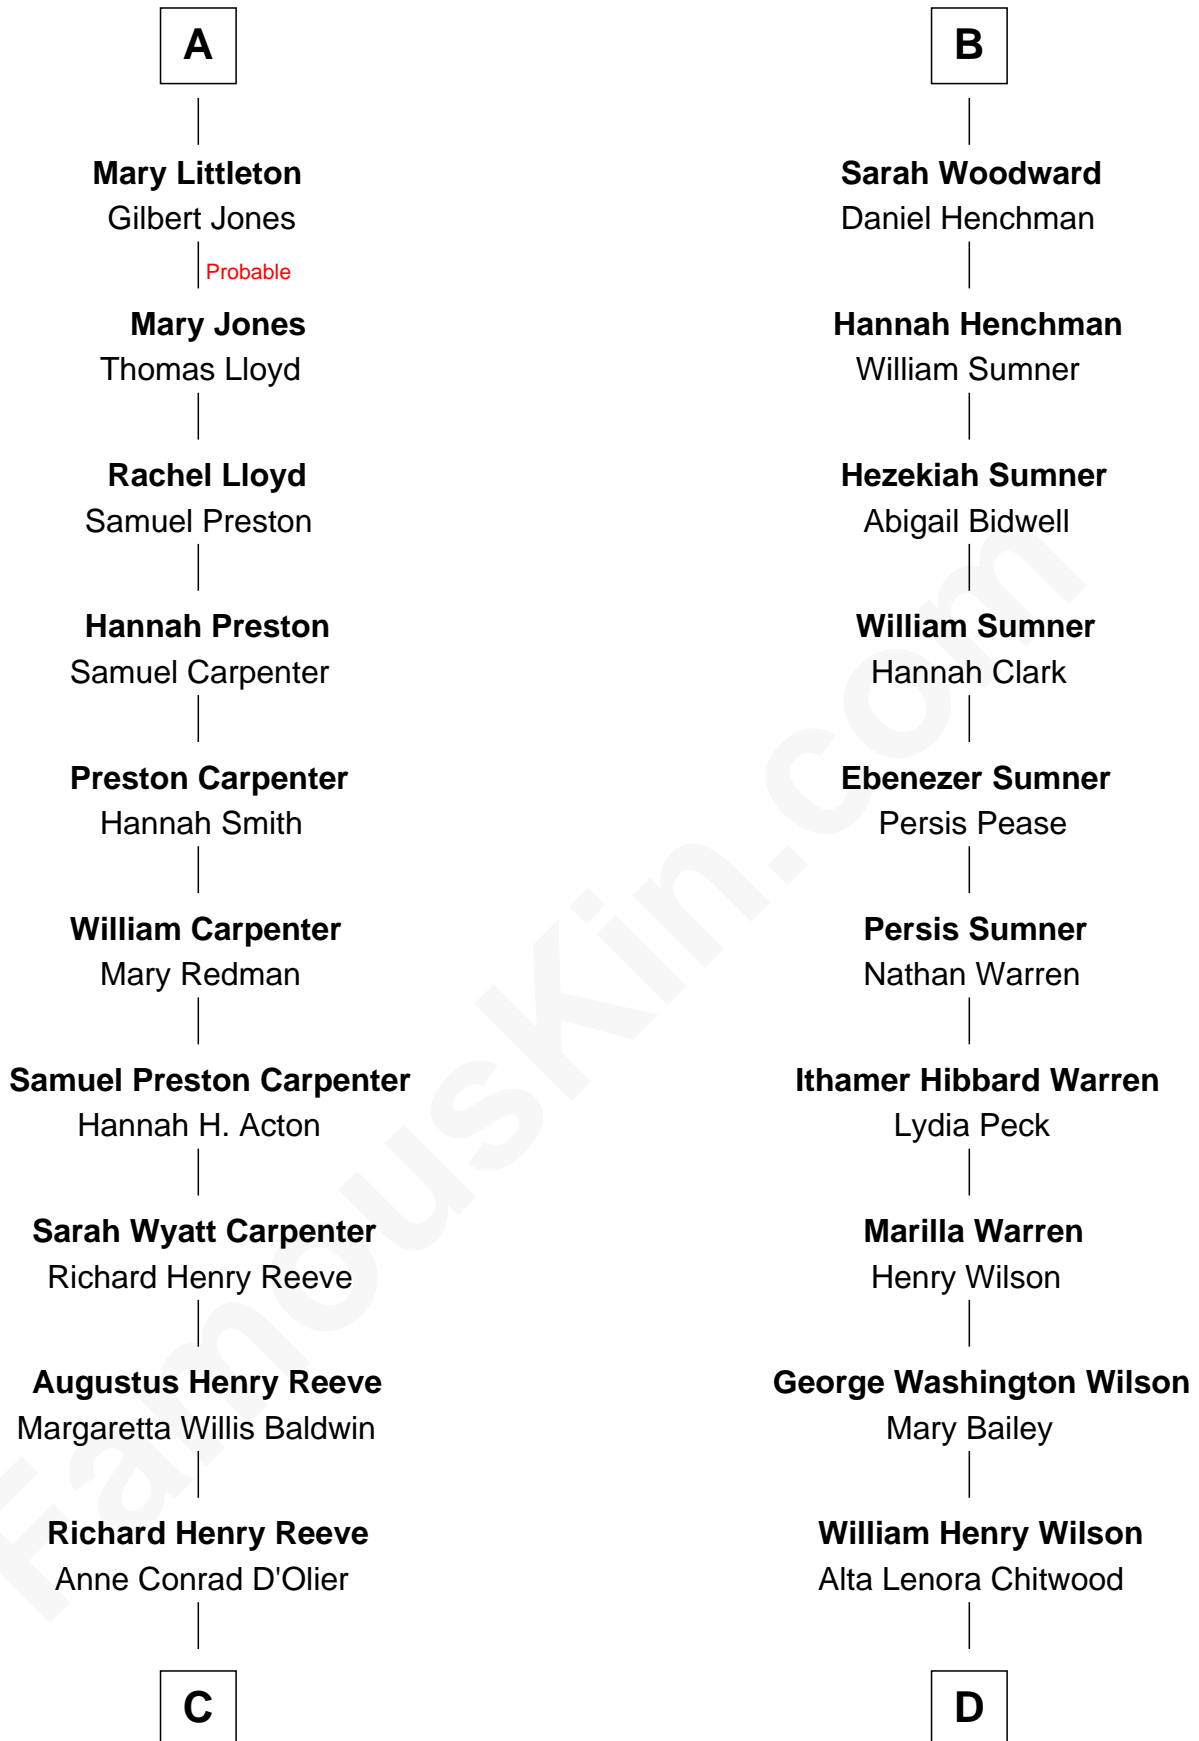 A
Mary Littleton
Gilbert Jones
Probable
Mary Jones
Thomas Lloyd
Rachel Lloyd
Samuel Preston
Hannah Preston
Samuel Carpenter
Preston Carpenter
Hannah Smith
William Carpenter
Mary Redman
Samuel Preston Carpenter
Hannah H. Acton
Sarah Wyatt Carpenter
Richard Henry Reeve
Augustus Henry Reeve
Margaretta Willis Baldwin
Richard Henry Reeve
Anne Conrad D'Olier
C
B
Sarah Woodward
Daniel Henchman
Hannah Henchman
William Sumner
Hezekiah Sumner
Abigail Bidwell
William Sumner
Hannah Clark
Ebenezer Sumner
Persis Pease
Persis Sumner
Nathan Warren
Ithamer Hibbard Warren
Lydia Peck
Marilla Warren
Henry Wilson
George Washington Wilson
Mary Bailey
William Henry Wilson
Alta Lenora Chitwood
D
FamousKin.com